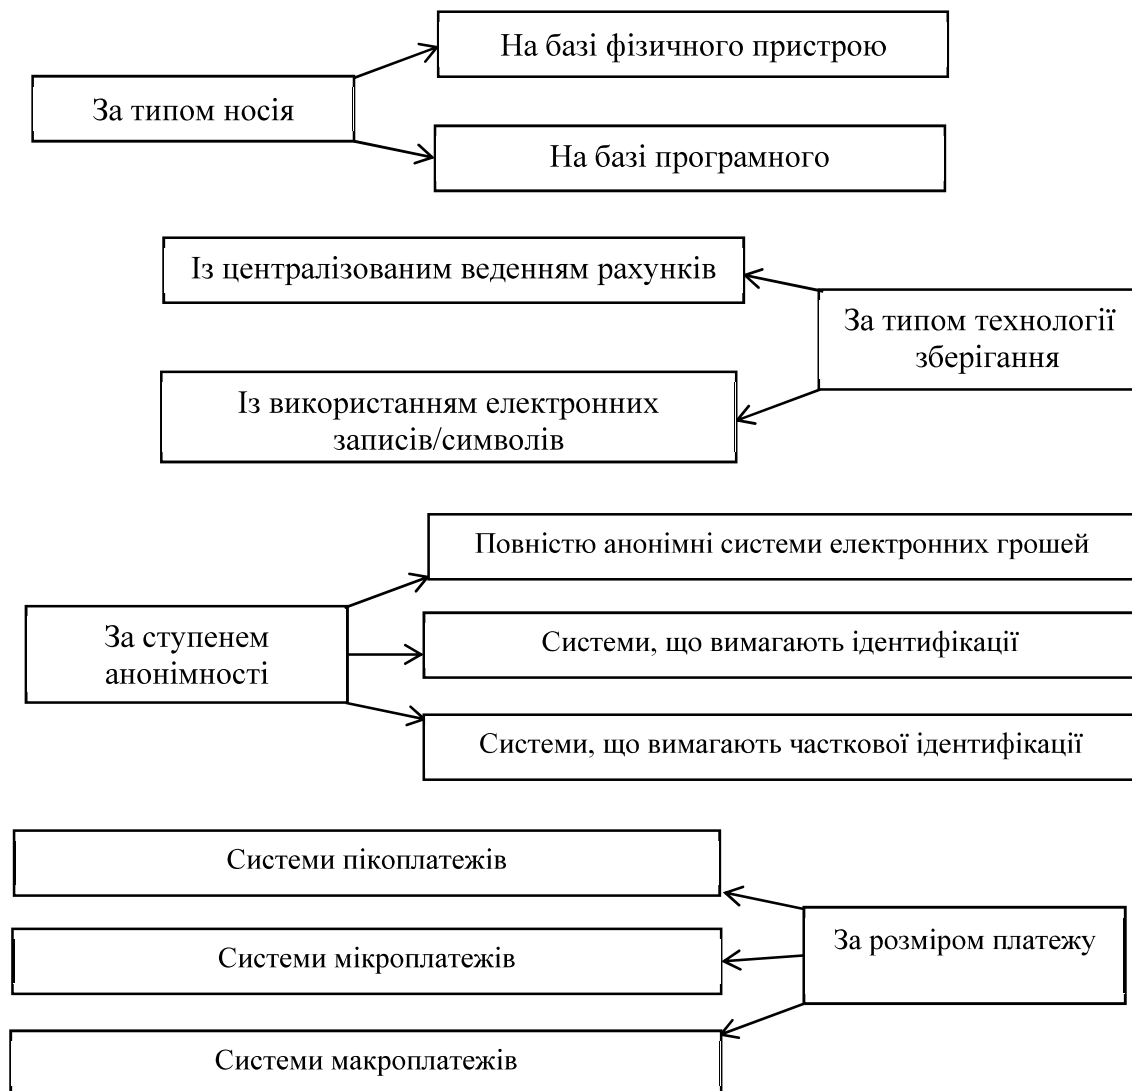 На базі фізичного пристрою
За типом носія
На базі програмного
Із централізованим веденням рахунків
За типом технології
зберігання
Із використанням електронних
записів/символів
Повністю анонімні системи електронних грошей
За ступенем
анонімності
Системи, що вимагають ідентифікації
Системи, що вимагають часткової ідентифікації
Системи пікоплатежів
За розміром платежу
Системи мікроплатежів
Системи макроплатежів